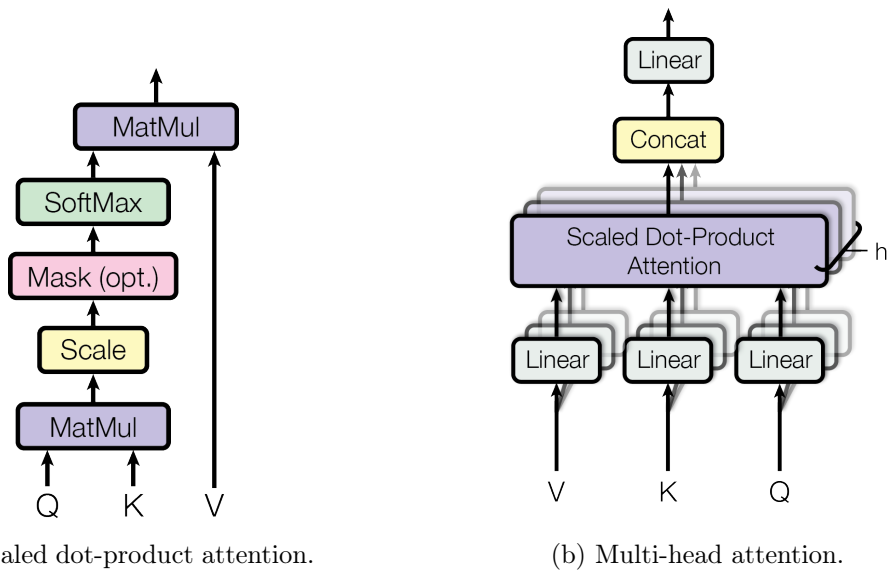 MatMul
SoftMax
Mask (opt.)
Scale
MatMul
Q K V
aled dot-product attention.
Linear
Concat
Scaled Dot-Product
Attention
h
Linear Linear Linear
V K Q
(b) Multi-head attention.